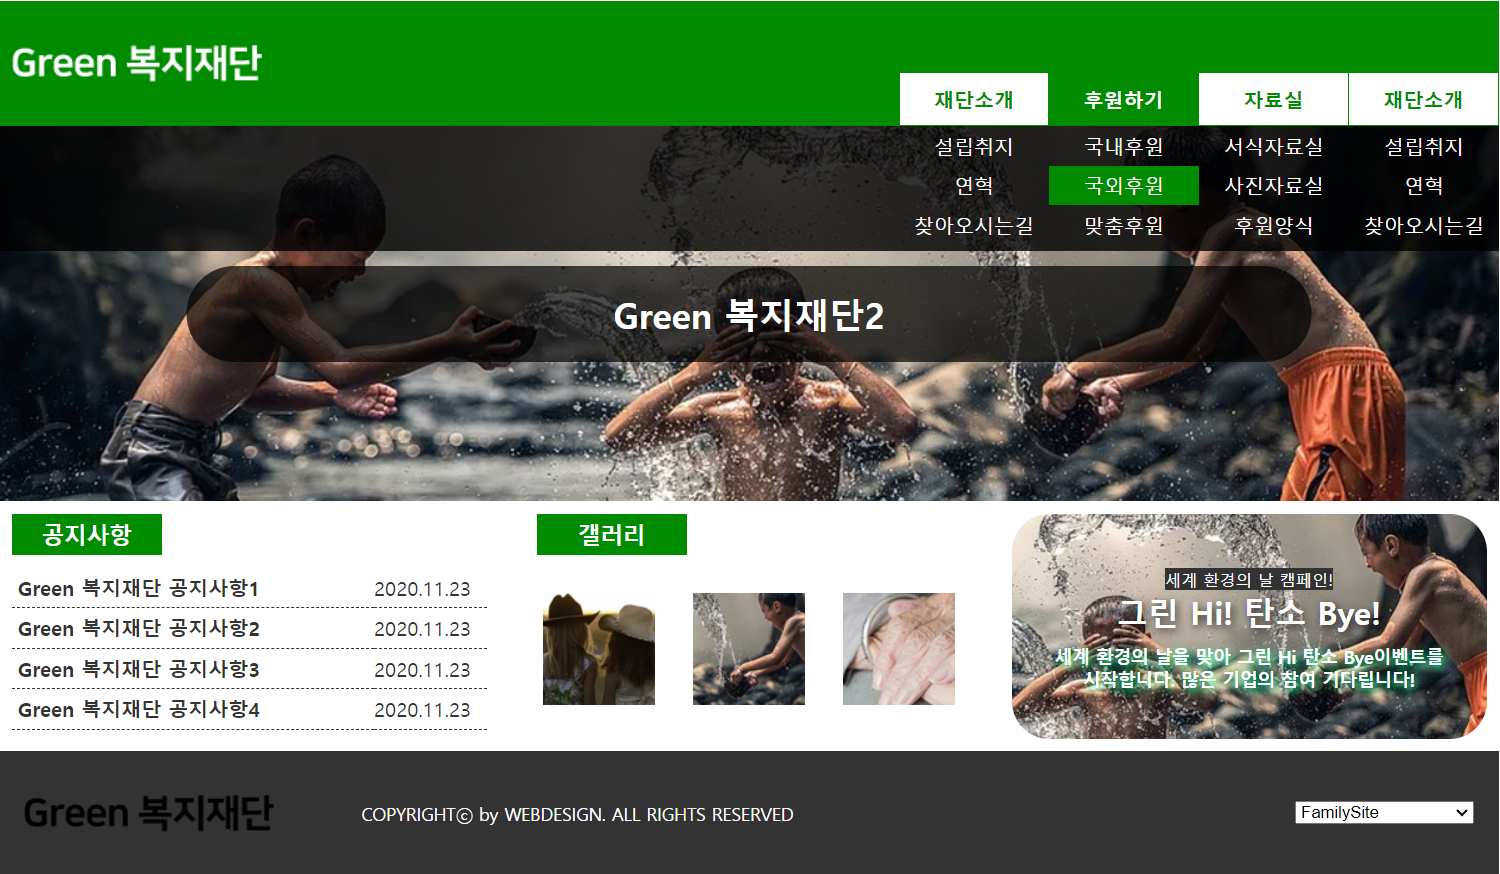 Green 복지재단
재단소개 후원하기 자료실 재단소개
설립취지 국내후원 서식자료실 설립취지
연혁 국외후원 사진자료실 연혁
찾아오시는길 맞춤후원 후원양식 찾아오시는길
Green 복지재단2
공지사항
Green 복지재단 공지사항1 2020.11.23
Green 복지재단 공지사항2 2020.11.23
Green 복지재단 공지사항3 2020.11.23
Green 복지재단 공지사항4 2020.11.23
갤러리
세계 환경의 날 캠페인!
그린 Hi! 탄소 Bye!
세계 환경의 날을 맞아 그린 Hi 탄소 Bye이벤트를
시작합니다. 많은 기업의 참여 기다립니다!
Green 복지재단
COPYRIGHTⓒ by WEBDESIGN. ALL RIGHTS RESERVED
FamilySite